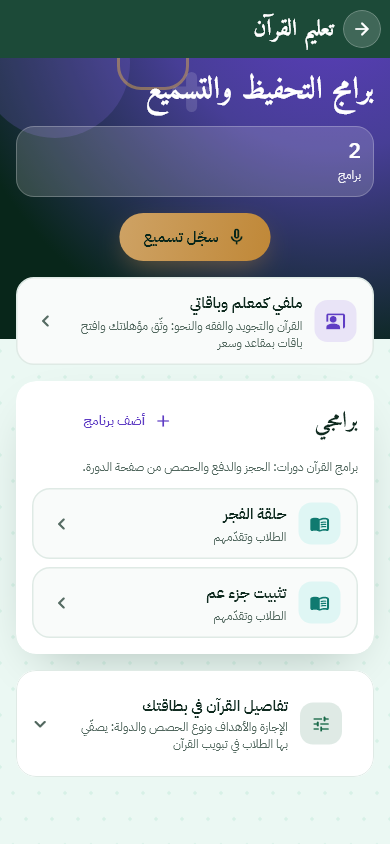 تعليم القرآن
برامج التحفيظ والتسميع
2
برامج
سجّل تسميع
ملفي كمعلم وباقاتي
القرآن والتجويد والفقه والنحو: وثّق مؤهلاتك وافتح
باقات بمقاعد وسعر
برامجي
أضف برنامج
برامج القرآن دورات: الحجز والدفع والحصص من صفحة الدورة.
حلقة الفجر
الطلاب وتقدّمهم
تثبيت جزء عم
الطلاب وتقدّمهم
تفاصيل القرآن في بطاقتك
الإجازة والأهداف ونوع الحصص والدولة: يصفّي
بها الطلاب في تبويب القرآن